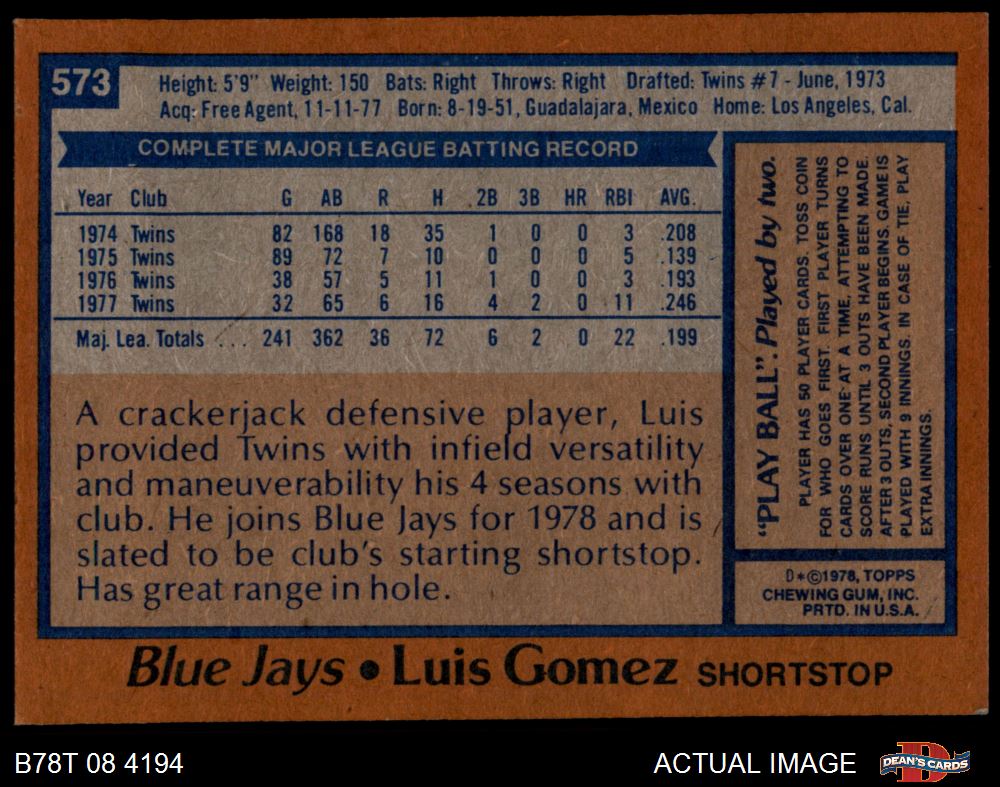 573
Height: 5'9" Weight: 150 Bats: Right Throws: Right Drafted: Twins #7 - June, 1973
Acq: Free Agent, 11-11-77 Born: 8-19-51, Guadalajara, Mexico Home: Los Angeles, Cal.
COMPLETE MAJOR LEAGUE BATTING RECORD
Year Club G AB R H 2B 3B HR RBI AVG.
1974 Twins 82 168 18 35 1 0 0 3 .208
1975 Twins 89 72 7 10 0 0 0 5 .139
1976 Twins 38 57 5 11 1 0 0 3 .193
1977 Twins 32 65 6 16 4 2 0 11 .246
Maj. Lea. Totals ... 241 362 36 72 6 2 0 22 .199
A crackerjack defensive player, Luis
provided Twins with infield versatility
and maneuverability his 4 seasons with
club. He joins Blue Jays for 1978 and is
slated to be club's starting shortstop.
Has great range in hole.
"PLAY BALL". Played by two.
PLAYER HAS 50 PLAYER CARDS. TOSS COIN
FOR WHO GOES FIRST. FIRST PLAYER TURNS
CARDS OVER ONE AT A TIME, ATTEMPTING TO
SCORE RUNS UNTIL 3 OUTS HAVE BEEN MADE.
AFTER 3 OUTS, SECOND PLAYER BEGINS. GAME IS
PLAYED WITH 9 INNINGS. IN CASE OF TIE, PLAY
EXTRA INNINGS.
D*©1978, TOPPS
CHEWING GUM, INC.
PRTD. IN U.S.A.
Blue Jays • Luis Gomez SHORTSTOP
B78T 08 4194
ACTUAL IMAGE
D
DEAN'S CARDS